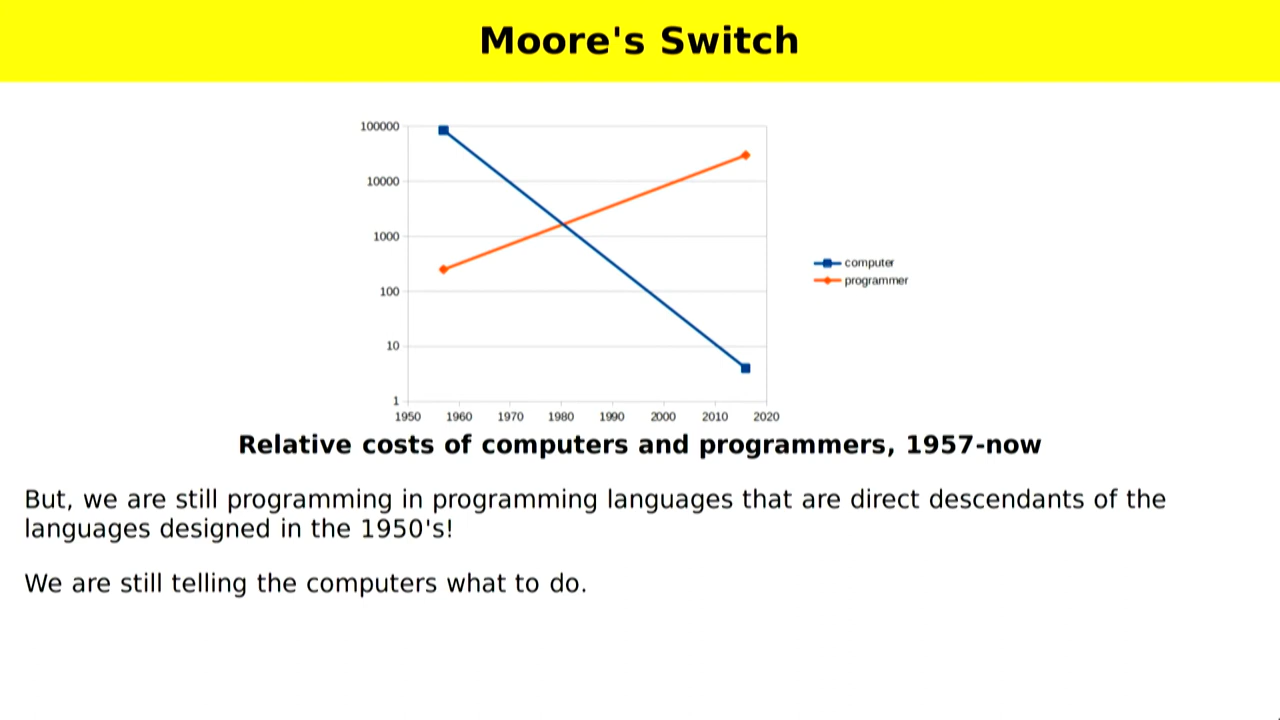 Moore's Switch
100000
10000
1000
100
10
1
1950 1960 1970 1980 1990 2000 2010 2020
computer
programmer
Relative costs of computers and programmers, 1957-now
But, we are still programming in programming languages that are direct descendants of the
languages designed in the 1950's!
We are still telling the computers what to do.